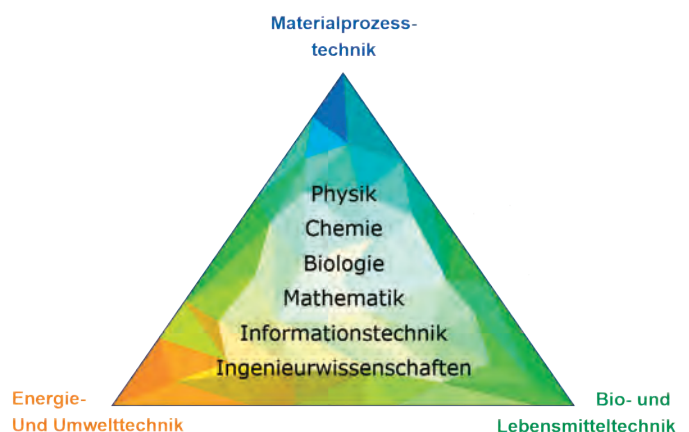 Materialprozess-
technik
Physik
Chemie
Biologie
Mathematik
Informationstechnik
Ingenieurwissenschaften
Energie-
Und Umwelttechnik
Bio- und
Lebensmitteltechnik